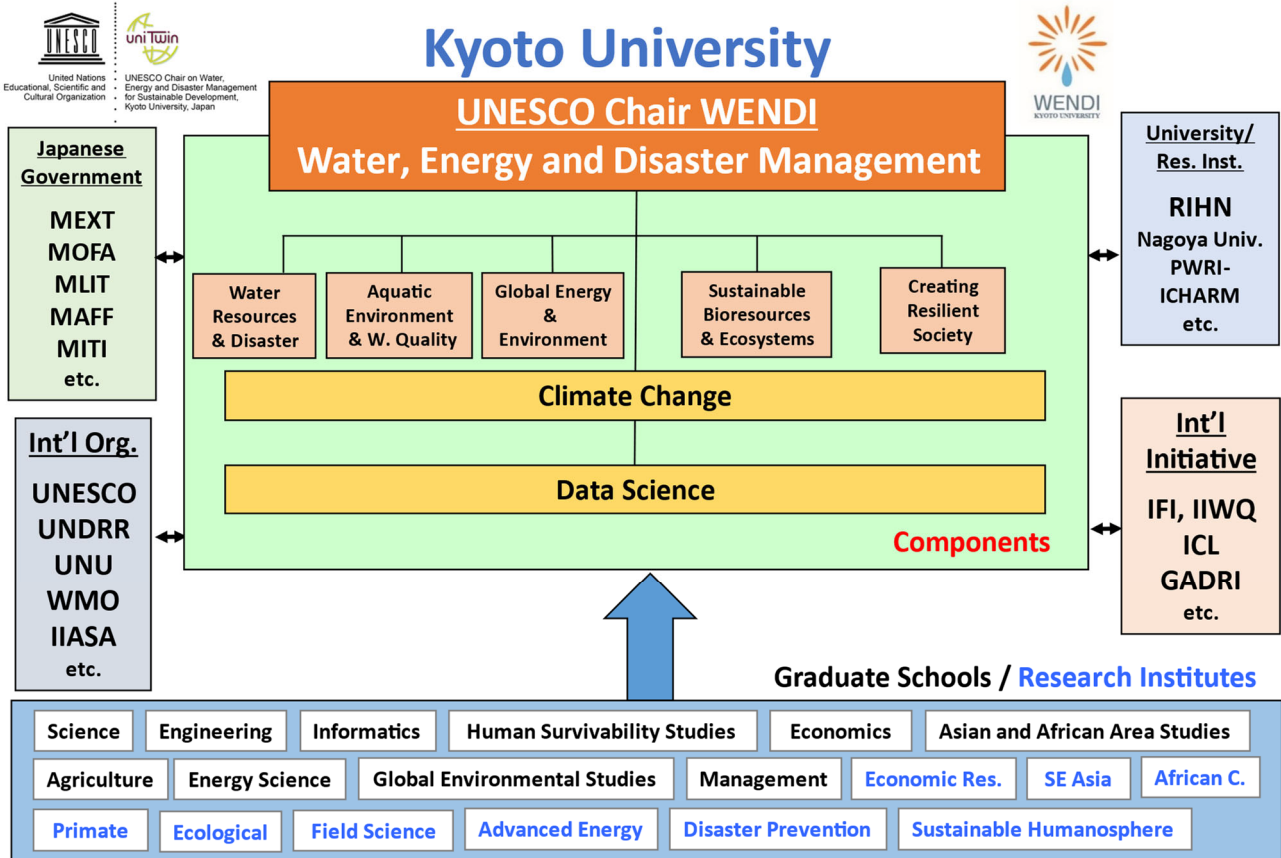 UNESCO
uniTwin
United Nations
Educational, Scientific and
Cultural Organization
UNESCO Chair on Water,
Energy and Disaster Management
for Sustainable Development,
Kyoto University, Japan
Kyoto University
WENDI
KYOTO UNIVERSITY
UNESCO Chair WENDI
Water, Energy and Disaster Management
Japanese
Government
MEXT
MOFA
MLIT
MAFF
MITI
etc.
University/
Res. Inst.
RIHN
Nagoya Univ.
PWRI-
ICHARM
etc.
Water
Resources
& Disaster
Aquatic
Environment
& W. Quality
Global Energy
&
Environment
Sustainable
Bioresources
& Ecosystems
Creating
Resilient
Society
Climate Change
Data Science
Components
Int'l Org.
UNESCO
UNDRR
UNU
WMO
IIASA
etc.
Int'l
Initiative
IFI, IIWQ
ICL
GADRI
etc.
Graduate Schools / Research Institutes
Science Engineering Informatics Human Survivability Studies Economics Asian and African Area Studies
Agriculture Energy Science Global Environmental Studies Management Economic Res. SE Asia African C.
Primate Ecological Field Science Advanced Energy Disaster Prevention Sustainable Humanosphere